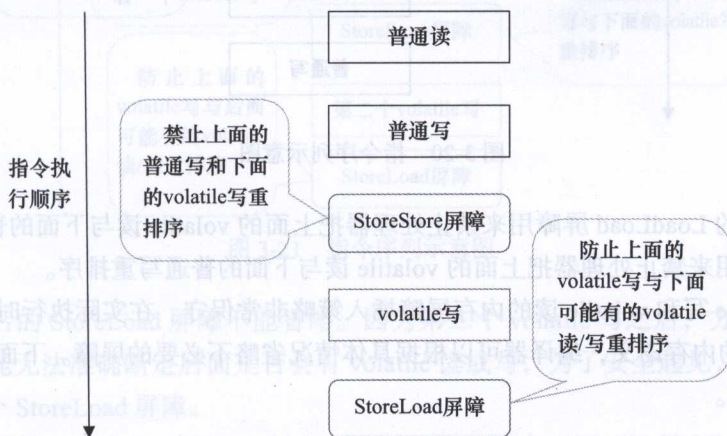 普通读
普通写
禁止上面的
普通写和下面
的volatile写重
排序
指令执
行顺序
StoreStore屏障
volatile写
防止上面的
volatile写与下面
可能有的volatile
读/写重排序
StoreLoad屏障